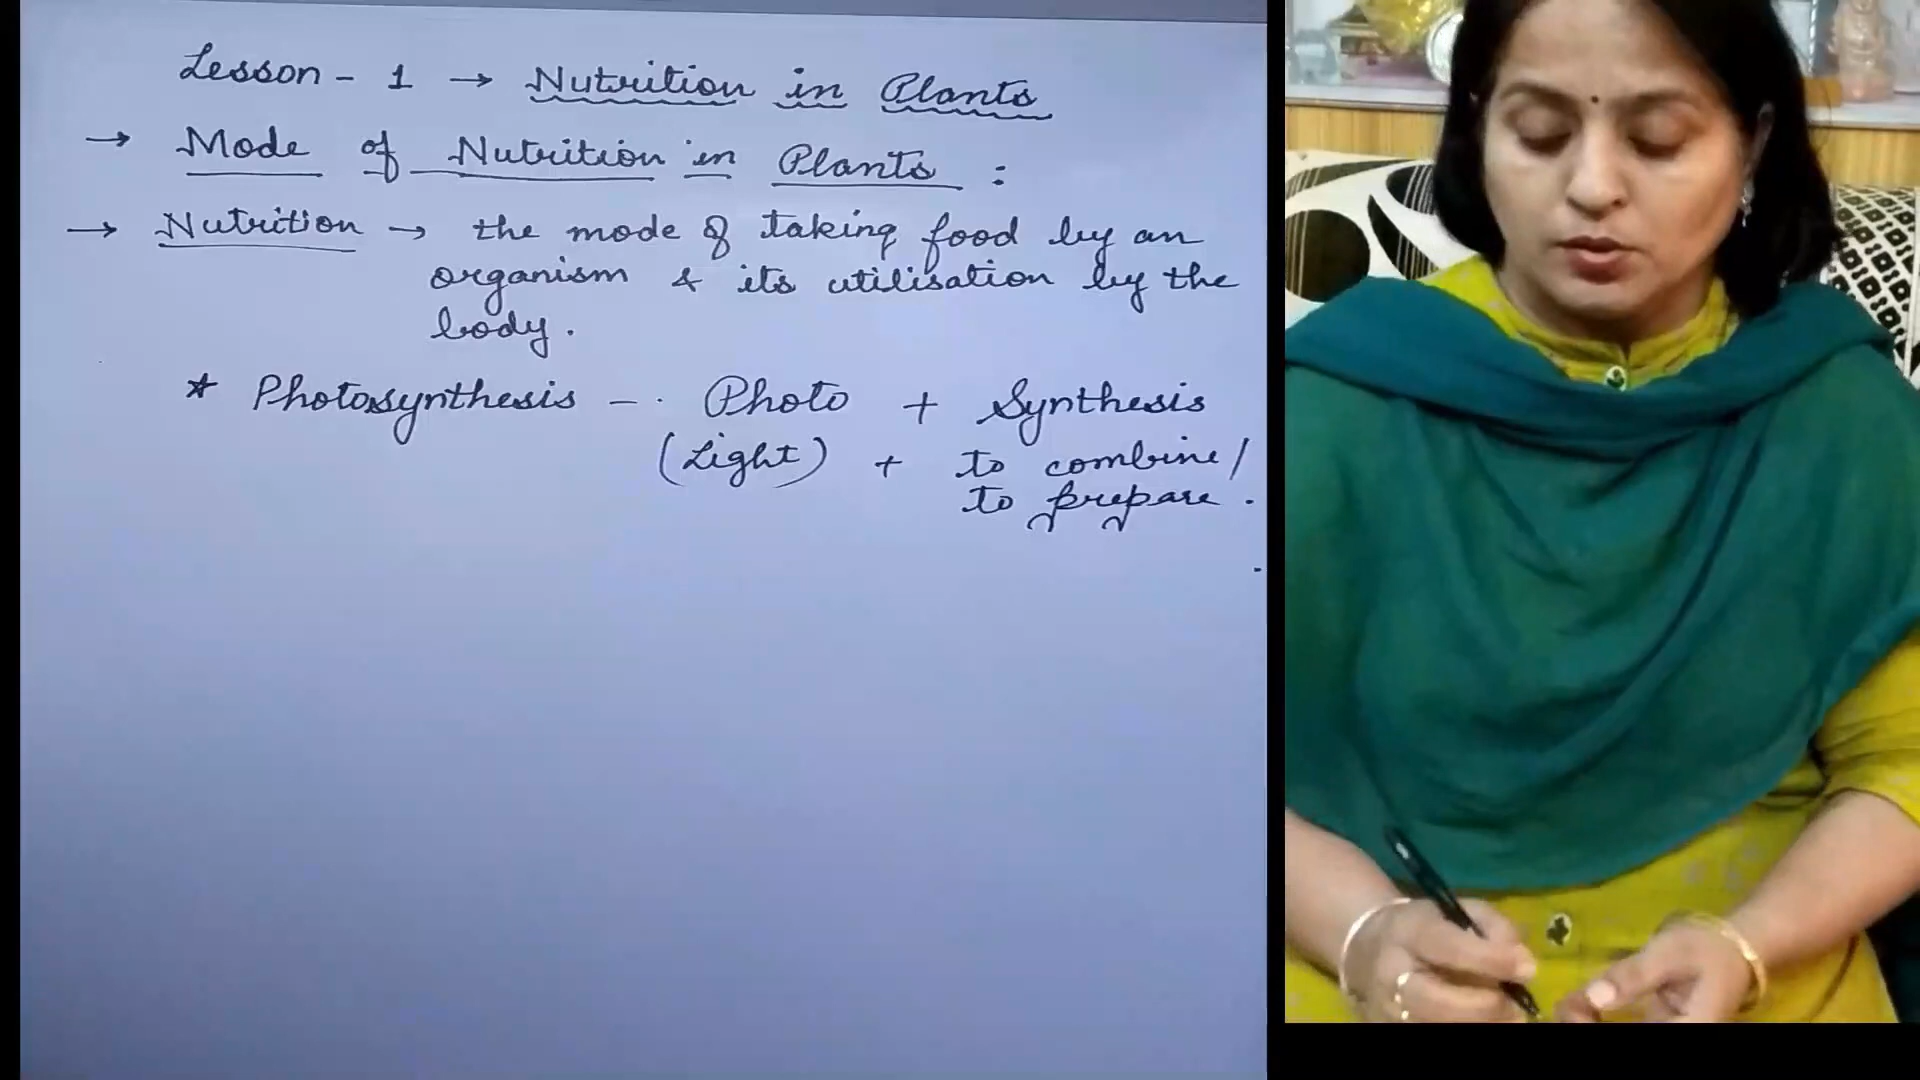 Lesson - 1 → Nutrition in Plants
→ Mode of Nutrition in Plants :
→ Nutrition → the mode of taking food by an
organism & its utilisation by the
body.
* Photosynthesis - Photo + Synthesis
(Light) + to combine/
to prepare.